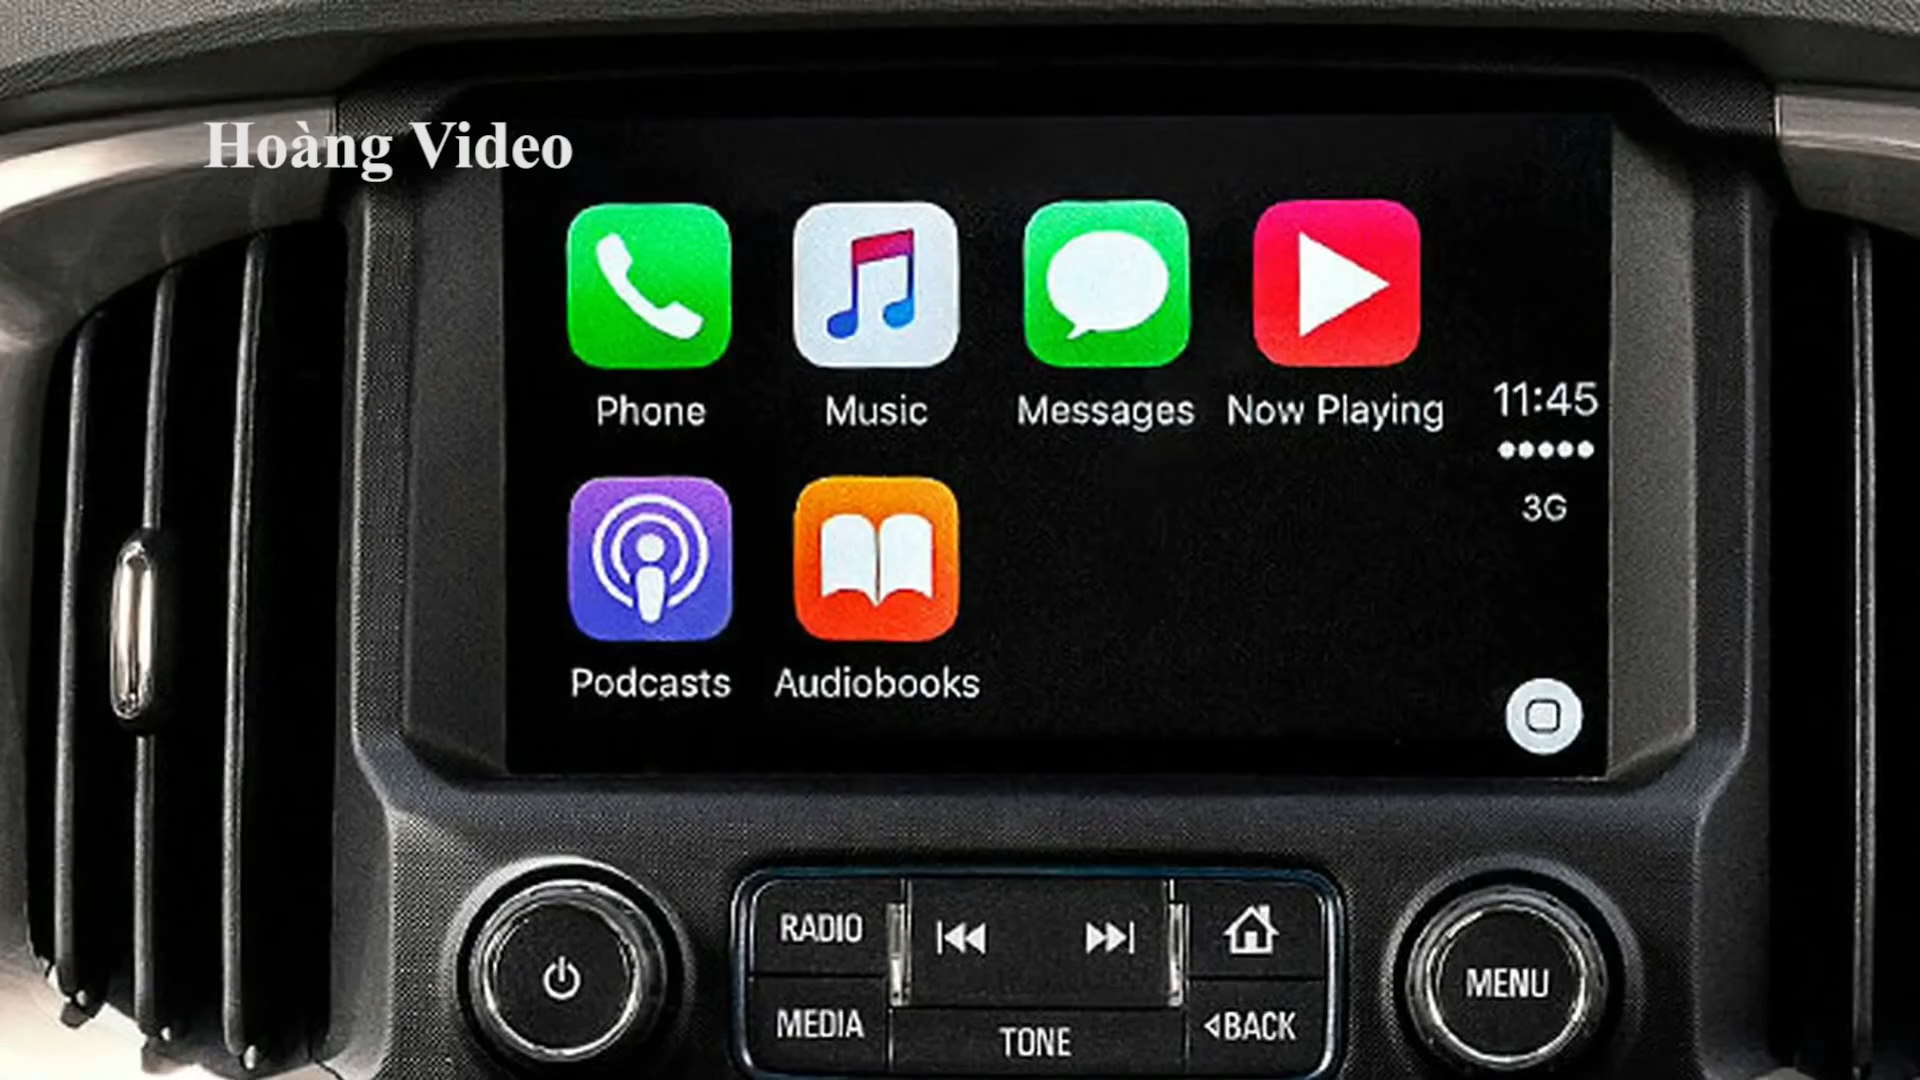 Hoàng Video
Phone
Music
Messages
Now Playing
11:45
3G
Podcasts
Audiobooks
RADIO
MEDIA
TONE
BACK
MENU